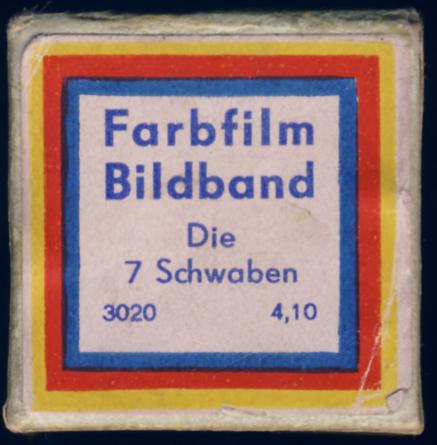 Farbfilm
Bildband
Die
7 Schwaben
3020 4,10